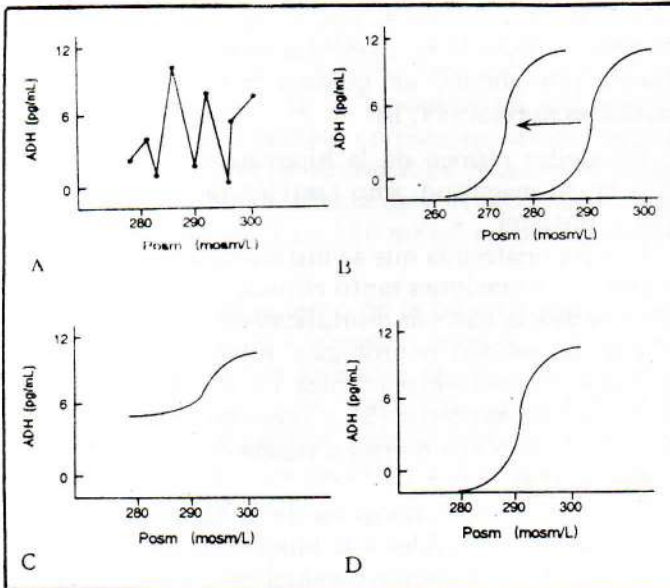 12
6
0
ADH (pg/mL)
280 290 300
Posm (mosm/L)
A
12
6
0
ADH (pg/mL)
260 270 280 290 300
Posm (mosm/L)
B
12
6
0
ADH (pg/mL)
280 290 300
Posm (mosm/L)
C
12
6
0
ADH (pg/mL)
280 290 300
Posm (mosm/L)
D